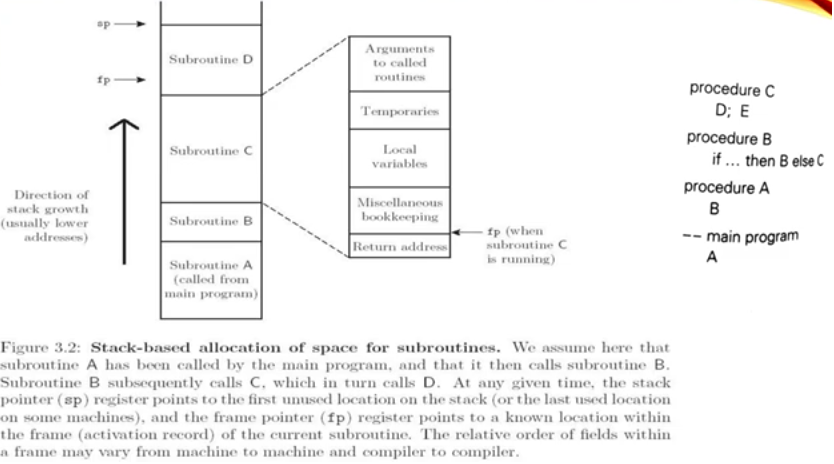 sp
Subroutine D
fp
Subroutine C
Direction of
stack growth
(usually lower
addresses)
Subroutine B
Subroutine A
(called from
main program)
Arguments
to called
routines
Temporaries
Local
variables
Miscellaneous
bookkeeping
Return address
fp (when
subroutine C
is running)
procedure C
D; E
procedure B
if ... then B else C
procedure A
B
-- main program
A
Figure 3.2: Stack-based allocation of space for subroutines. We assume here that
subroutine A has been called by the main program, and that it then calls subroutine B.
Subroutine B subsequently calls C, which in turn calls D. At any given time, the stack
pointer (sp) register points to the first unused location on the stack (or the last used location
on some machines), and the frame pointer (fp) register points to a known location within
the frame (activation record) of the current subroutine. The relative order of fields within
a frame may vary from machine to machine and compiler to compiler.